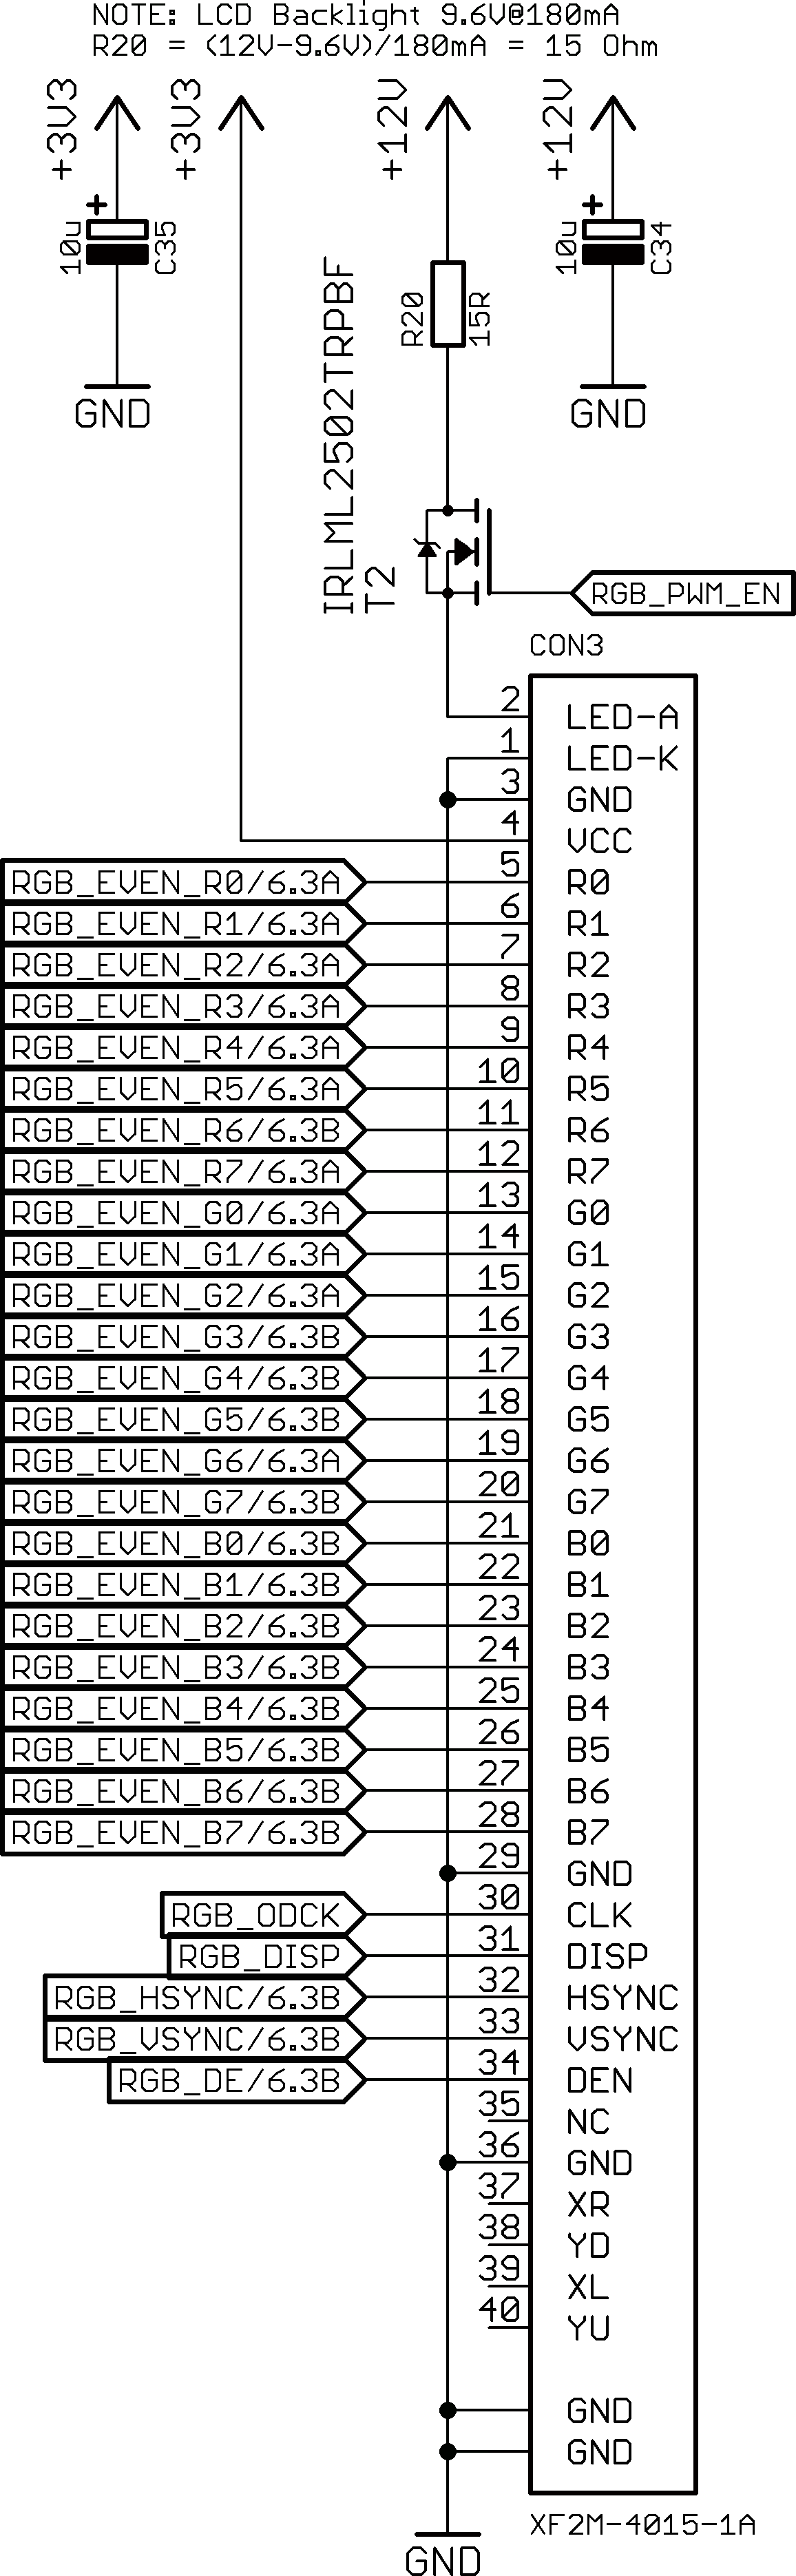 NOTE: LCD Backlight 9.6V@180mA
R20 = (12V-9.6V)/180mA = 15 Ohm
+3V3
+3V3
+12V
+12V
10u
C35
10u
C34
R20
15R
GND
GND
IRLML2502TRPBF
T2
RGB_PWM_EN
CON3
2 LED-A
1 LED-K
3 GND
4 VCC
RGB_EVEN_R0/6.3A 5 R0
RGB_EVEN_R1/6.3A 6 R1
RGB_EVEN_R2/6.3A 7 R2
RGB_EVEN_R3/6.3A 8 R3
RGB_EVEN_R4/6.3A 9 R4
RGB_EVEN_R5/6.3A 10 R5
RGB_EVEN_R6/6.3B 11 R6
RGB_EVEN_R7/6.3A 12 R7
RGB_EVEN_G0/6.3A 13 G0
RGB_EVEN_G1/6.3A 14 G1
RGB_EVEN_G2/6.3A 15 G2
RGB_EVEN_G3/6.3B 16 G3
RGB_EVEN_G4/6.3B 17 G4
RGB_EVEN_G5/6.3B 18 G5
RGB_EVEN_G6/6.3A 19 G6
RGB_EVEN_G7/6.3B 20 G7
RGB_EVEN_B0/6.3B 21 B0
RGB_EVEN_B1/6.3B 22 B1
RGB_EVEN_B2/6.3B 23 B2
RGB_EVEN_B3/6.3B 24 B3
RGB_EVEN_B4/6.3B 25 B4
RGB_EVEN_B5/6.3B 26 B5
RGB_EVEN_B6/6.3B 27 B6
RGB_EVEN_B7/6.3B 28 B7
29 GND
RGB_ODCK 30 CLK
RGB_DISP 31 DISP
RGB_HSYNC/6.3B 32 HSYNC
RGB_VSYNC/6.3B 33 VSYNC
RGB_DE/6.3B 34 DEN
35 NC
36 GND
37 XR
38 YD
39 XL
40 YU
GND
GND
XF2M-4015-1A
GND